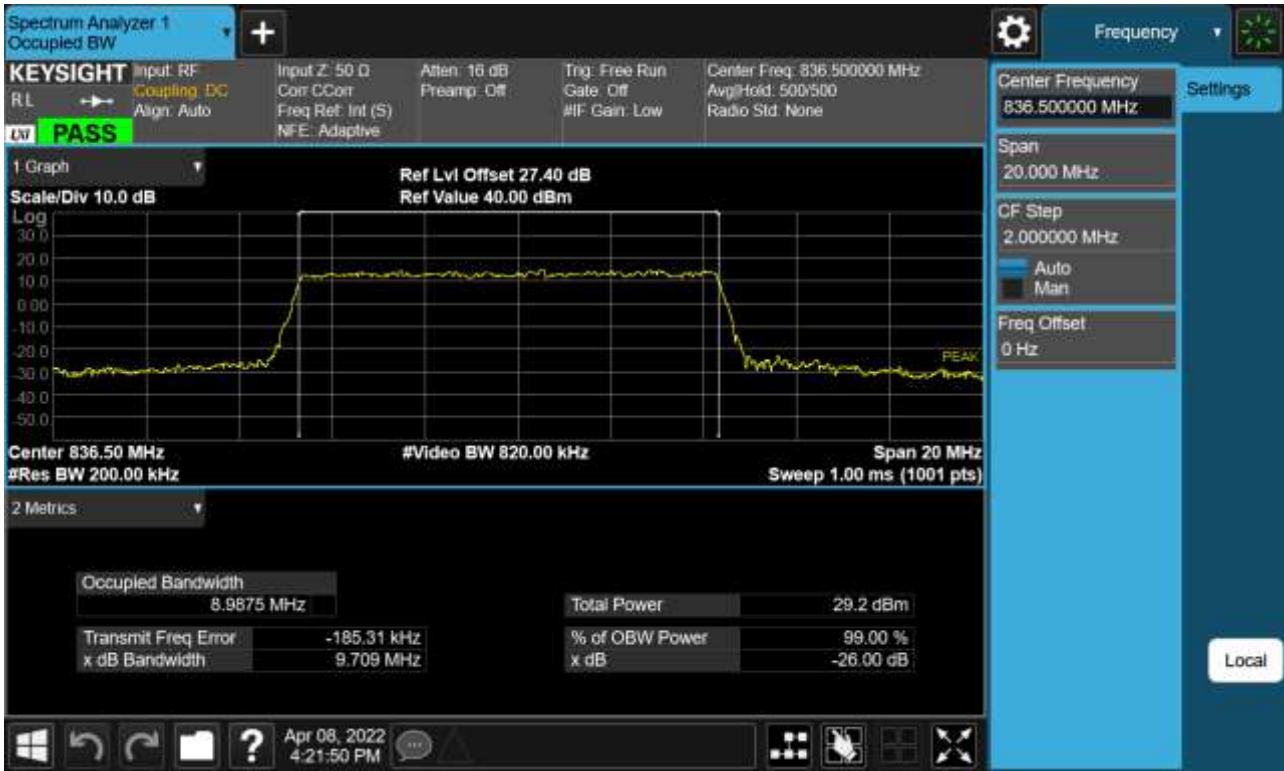 Spectrum Analyzer 1
Occupied BW
Frequency
KEYSIGHT
RL
LXI
PASS
Input: RF
Coupling: DC
Align: Auto
Input Z: 50 Ω
Corr CCorr
Freq Ref: Int (S)
NFE: Adaptive
Atten: 16 dB
Preamp: Off
Trig: Free Run
Gate: Off
#IF Gain: Low
Center Freq: 836.500000 MHz
Avg|Hold: 500/500
Radio Std: None
1 Graph
Scale/Div 10.0 dB
Ref Lvl Offset 27.40 dB
Ref Value 40.00 dBm
Log
30.0
20.0
10.0
0.00
-10.0
-20.0
-30.0
-40.0
-50.0
PEAK
Center 836.50 MHz
#Video BW 820.00 kHz
Span 20 MHz
#Res BW 200.00 kHz
Sweep 1.00 ms (1001 pts)
2 Metrics
Occupied Bandwidth
8.9875 MHz
Total Power 29.2 dBm
Transmit Freq Error -185.31 kHz
% of OBW Power 99.00 %
x dB Bandwidth 9.709 MHz
x dB -26.00 dB
Center Frequency
836.500000 MHz
Settings
Span
20.000 MHz
CF Step
2.000000 MHz
Auto
Man
Freq Offset
0 Hz
Local
?
Apr 08, 2022
4:21:50 PM